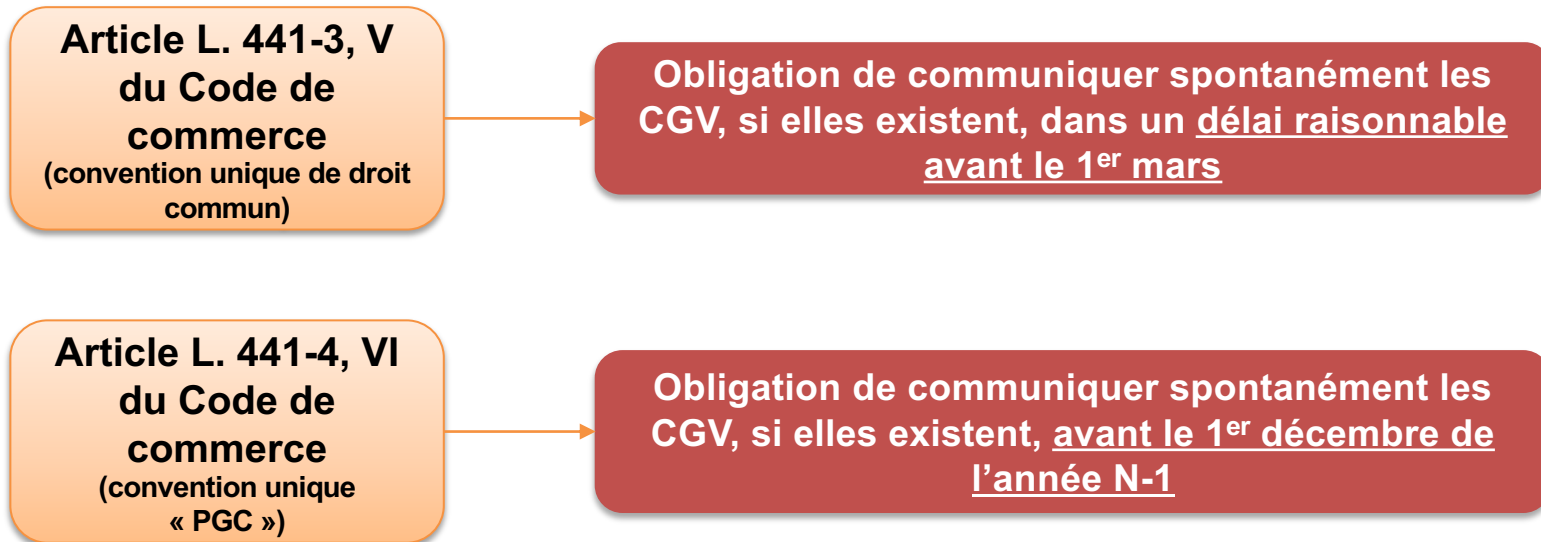 Article L. 441-3, V
du Code de
commerce
(convention unique de droit
commun)
Obligation de communiquer spontanément les
CGV, si elles existent, dans un délai raisonnable
avant le 1er mars
Article L. 441-4, VI
du Code de
commerce
(convention unique
« PGC »)
Obligation de communiquer spontanément les
CGV, si elles existent, avant le 1er décembre de
l’année N-1